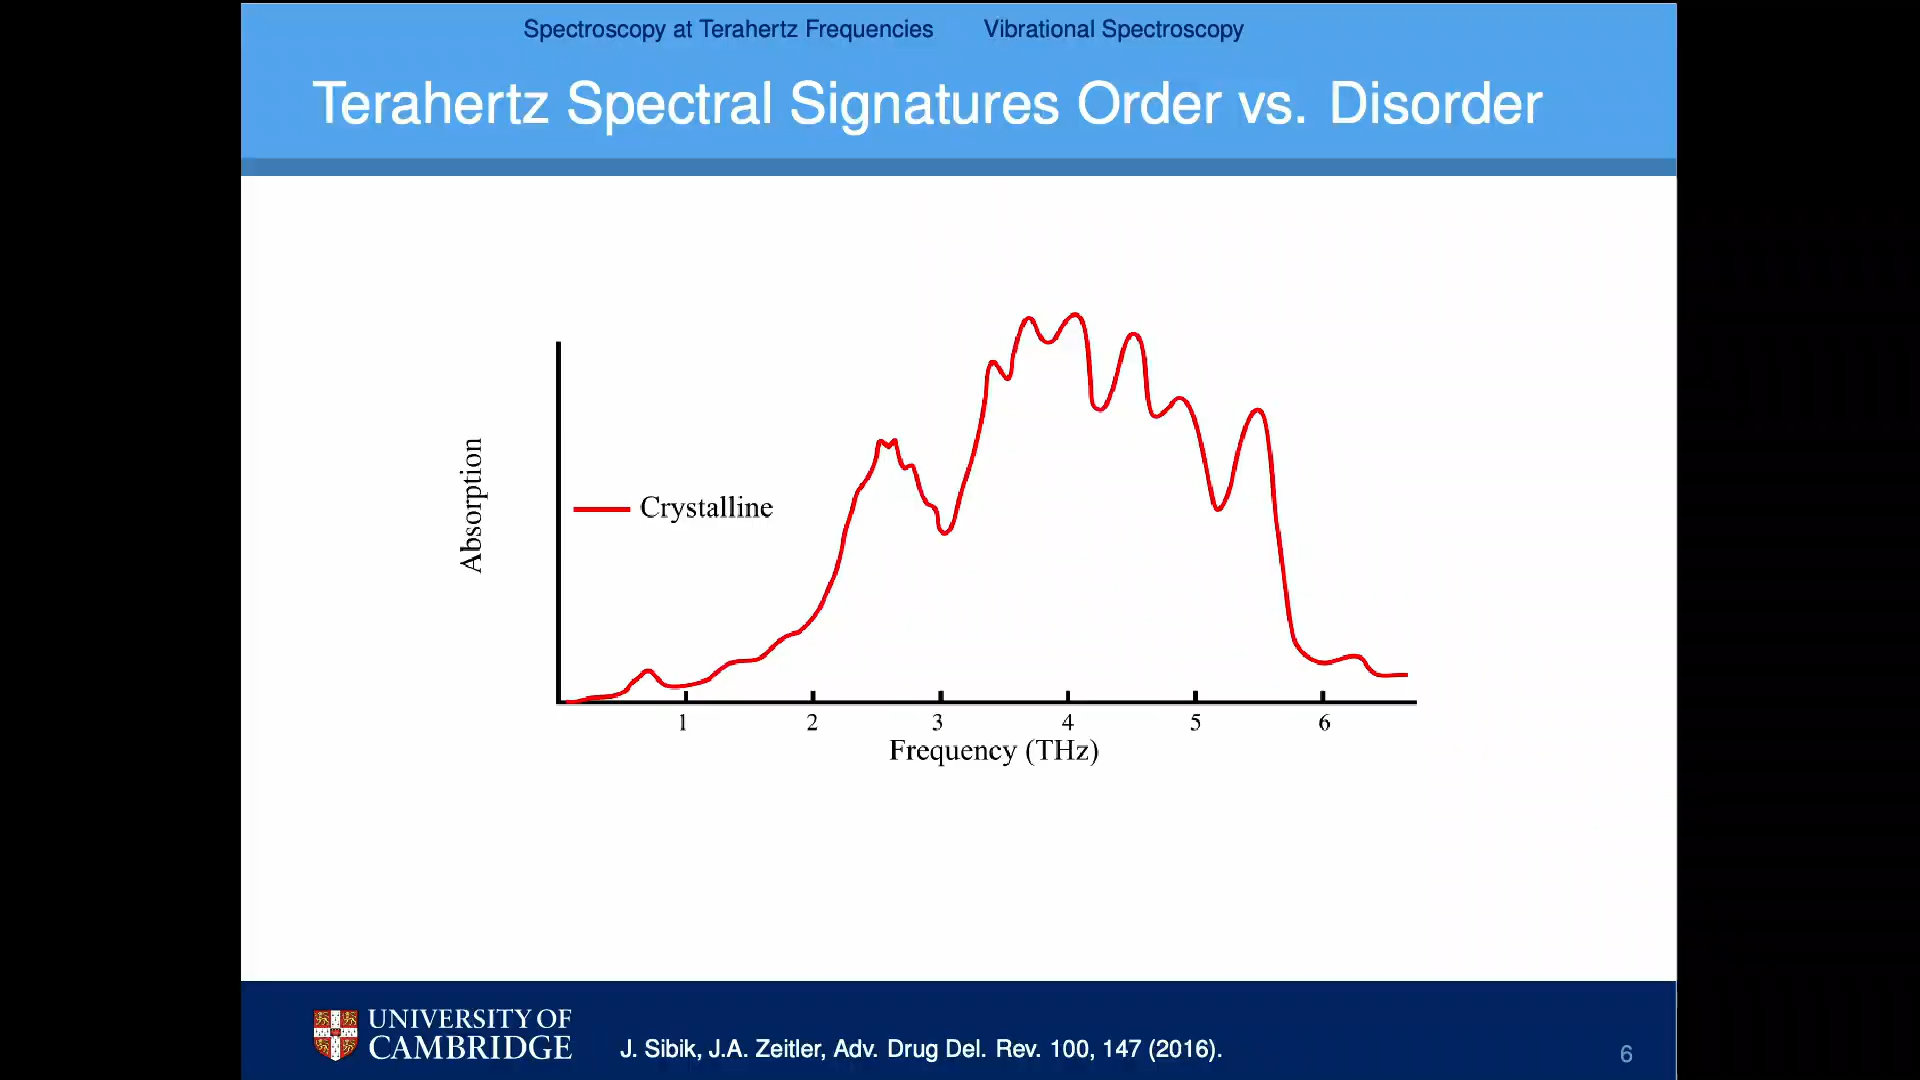 Spectroscopy at Terahertz Frequencies Vibrational Spectroscopy
Terahertz Spectral Signatures Order vs. Disorder
Absorption
Crystalline
1 2 3 4 5 6
Frequency (THz)
UNIVERSITY OF
CAMBRIDGE
J. Sibik, J.A. Zeitler, Adv. Drug Del. Rev. 100, 147 (2016).
6